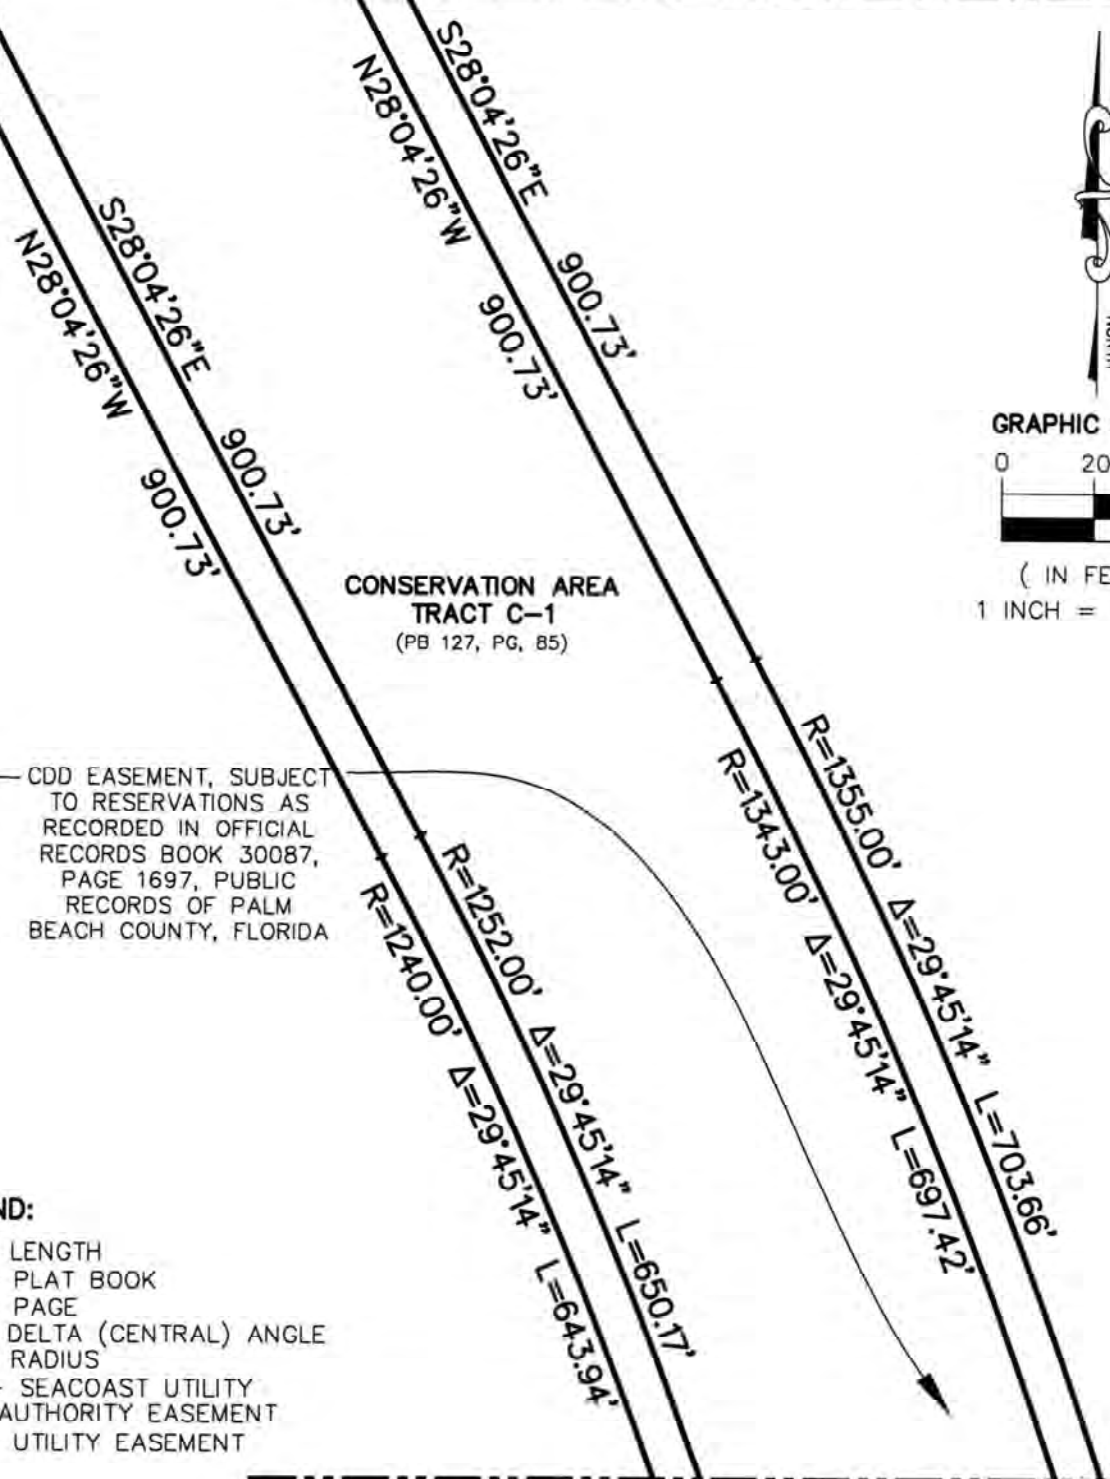 S28°04'26"E
N28°04'26"W
900.73'
900.73'
S28°04'26"E
N28°04'26"W
900.73'
900.73'
GRAPHIC
0 20
( IN FE
1 INCH =
CONSERVATION AREA
TRACT C-1
(PB 127, PG, 85)
CDD EASEMENT, SUBJECT
TO RESERVATIONS AS
RECORDED IN OFFICIAL
RECORDS BOOK 30087,
PAGE 1697, PUBLIC
RECORDS OF PALM
BEACH COUNTY, FLORIDA
R=1355.00' Δ=29°45'14" L=703.66'
R=1343.00' Δ=29°45'14" L=697.42'
R=1252.00' Δ=29°45'14" L=650.17'
R=1240.00' Δ=29°45'14" L=643.94'
ND:
LENGTH
PLAT BOOK
PAGE
DELTA (CENTRAL) ANGLE
RADIUS
- SEACOAST UTILITY
AUTHORITY EASEMENT
UTILITY EASEMENT